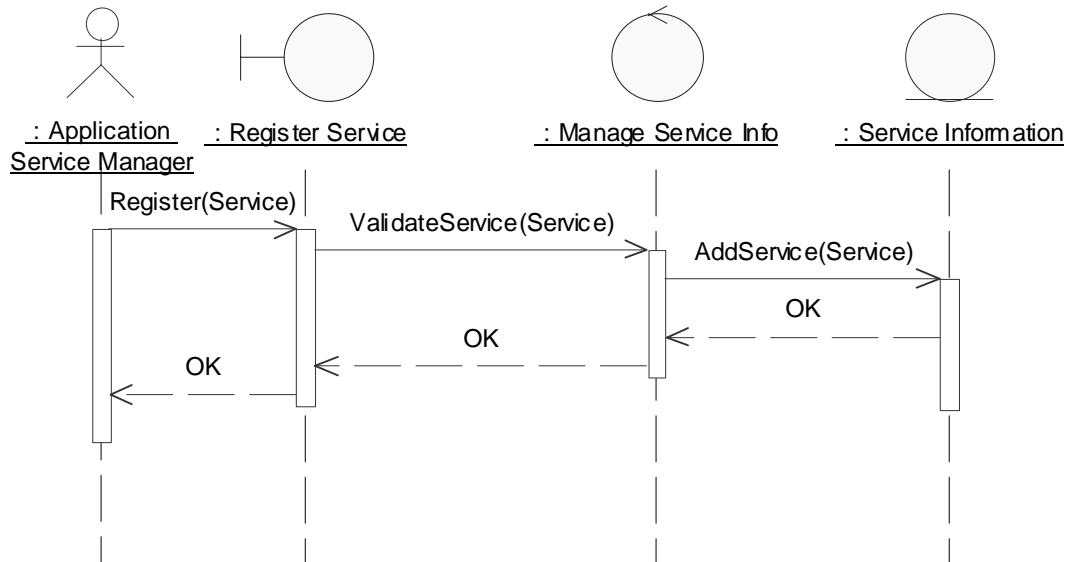 : Application
Service Manager
: Register Service
: Manage Service Info
: Service Information
Register(Service)
ValidateService(Service)
AddService(Service)
OK
OK
OK